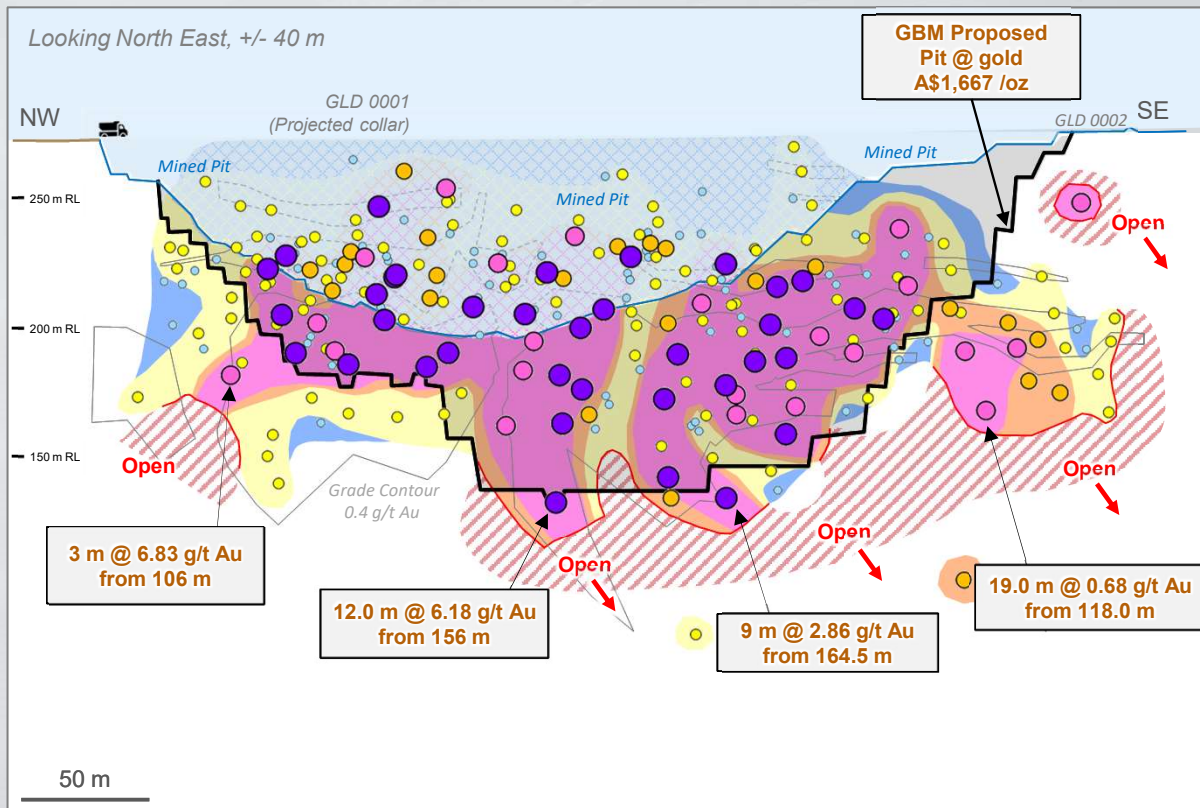 Looking North East, +/- 40 m
GBM Proposed
Pit @ gold
A$1,667 /oz
NW
GLD 0001
(Projected collar)
GLD 0002
SE
Mined Pit
Mined Pit
Mined Pit
250 m RL
Open
200 m RL
150 m RL
Open
Open
Grade Contour
0.4 g/t Au
Open
Open
3 m @ 6.83 g/t Au
from 106 m
12.0 m @ 6.18 g/t Au
from 156 m
9 m @ 2.86 g/t Au
from 164.5 m
19.0 m @ 0.68 g/t Au
from 118.0 m
50 m